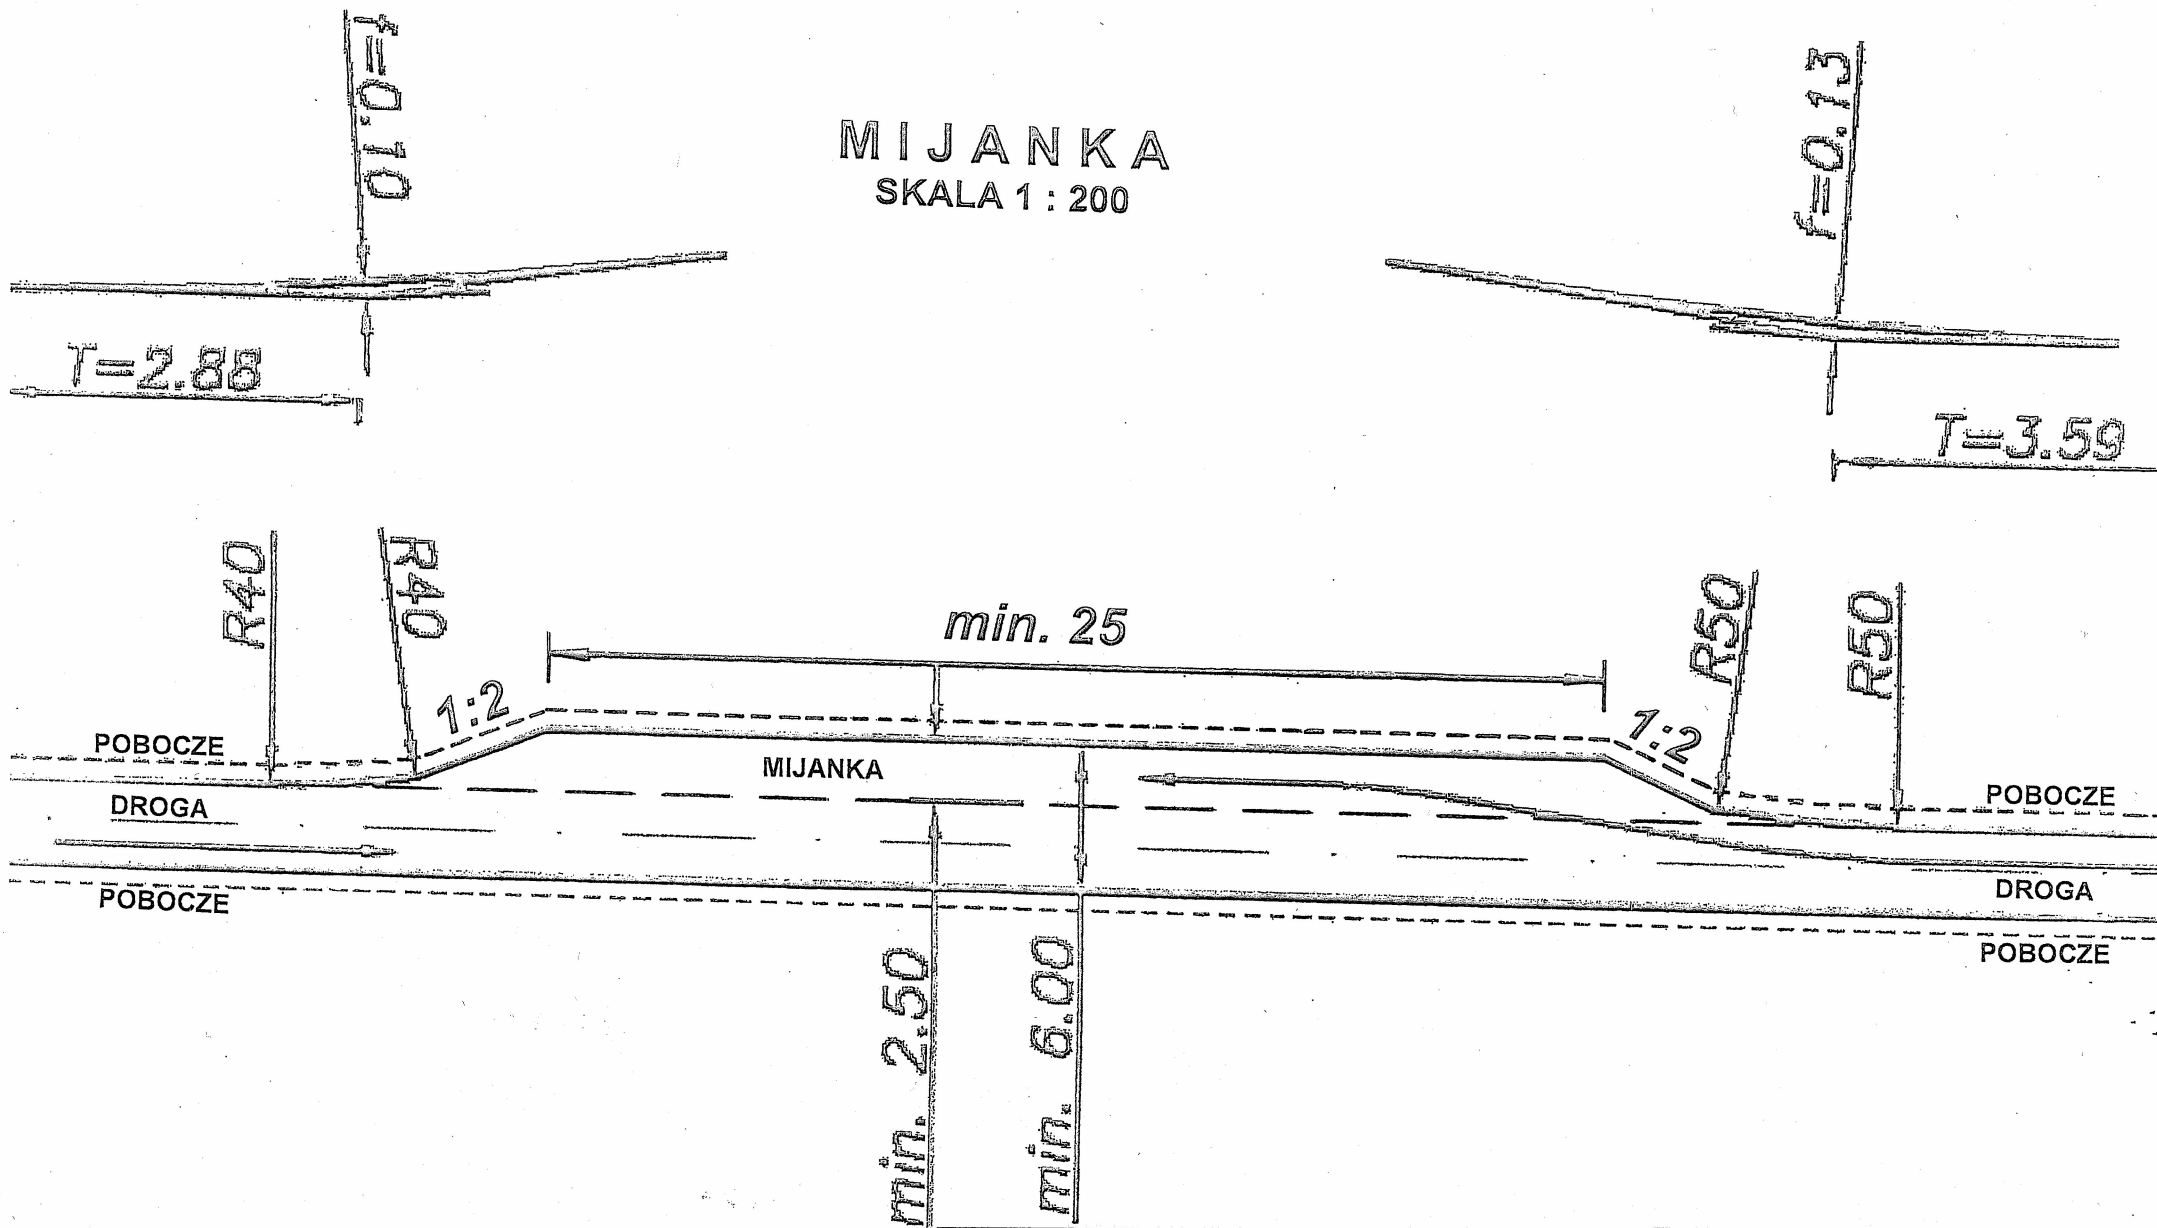 f=0.10
MIJANKA
SKALA 1 : 200
f=0.13
T=2.88
T=3.59
R40
R40
min. 25
R50
R50
1:2
1:2
POBOCZE
MIJANKA
POBOCZE
DROGA
DROGA
POBOCZE
POBOCZE
min. 2.50
min. 6.00